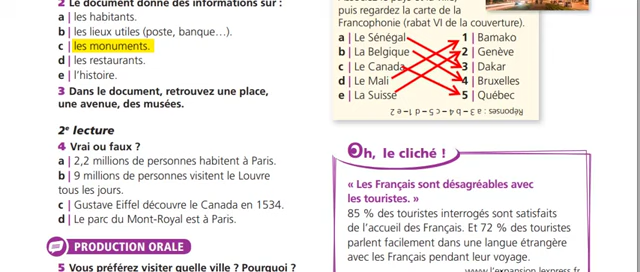 2 Le document donne des informations sur :
a | les habitants.
b | les lieux utiles (poste, banque…).
c | les monuments.
d | les restaurants.
e | l'histoire.
3 Dans le document, retrouvez une place,
une avenue, des musées.
2e lecture
4 Vrai ou faux ?
a | 2,2 millions de personnes habitent à Paris.
b | 9 millions de personnes visitent le Louvre
tous les jours.
c | Gustave Eiffel découvre le Canada en 1534.
d | Le parc du Mont-Royal est à Paris.
PRODUCTION ORALE
5 Vous préférez visiter quelle ville ? Pourquoi ?
puis regardez la carte de la
Francophonie (rabat VI de la couverture).
a | Le Sénégal 1 | Bamako
b | La Belgique 2 | Genève
c | Le Canada 3 | Dakar
d | Le Mali 4 | Bruxelles
e | La Suisse 5 | Québec
Réponses : a 3 – b 4 – c 5 – d 1 – e 2
Oh, le cliché !
« Les Français sont désagréables avec
les touristes. »
85 % des touristes interrogés sont satisfaits
de l'accueil des Français. Et 72 % des touristes
parlent facilement dans une langue étrangère
avec les Français pendant leur voyage.
www.l'expansion.lexpress.fr